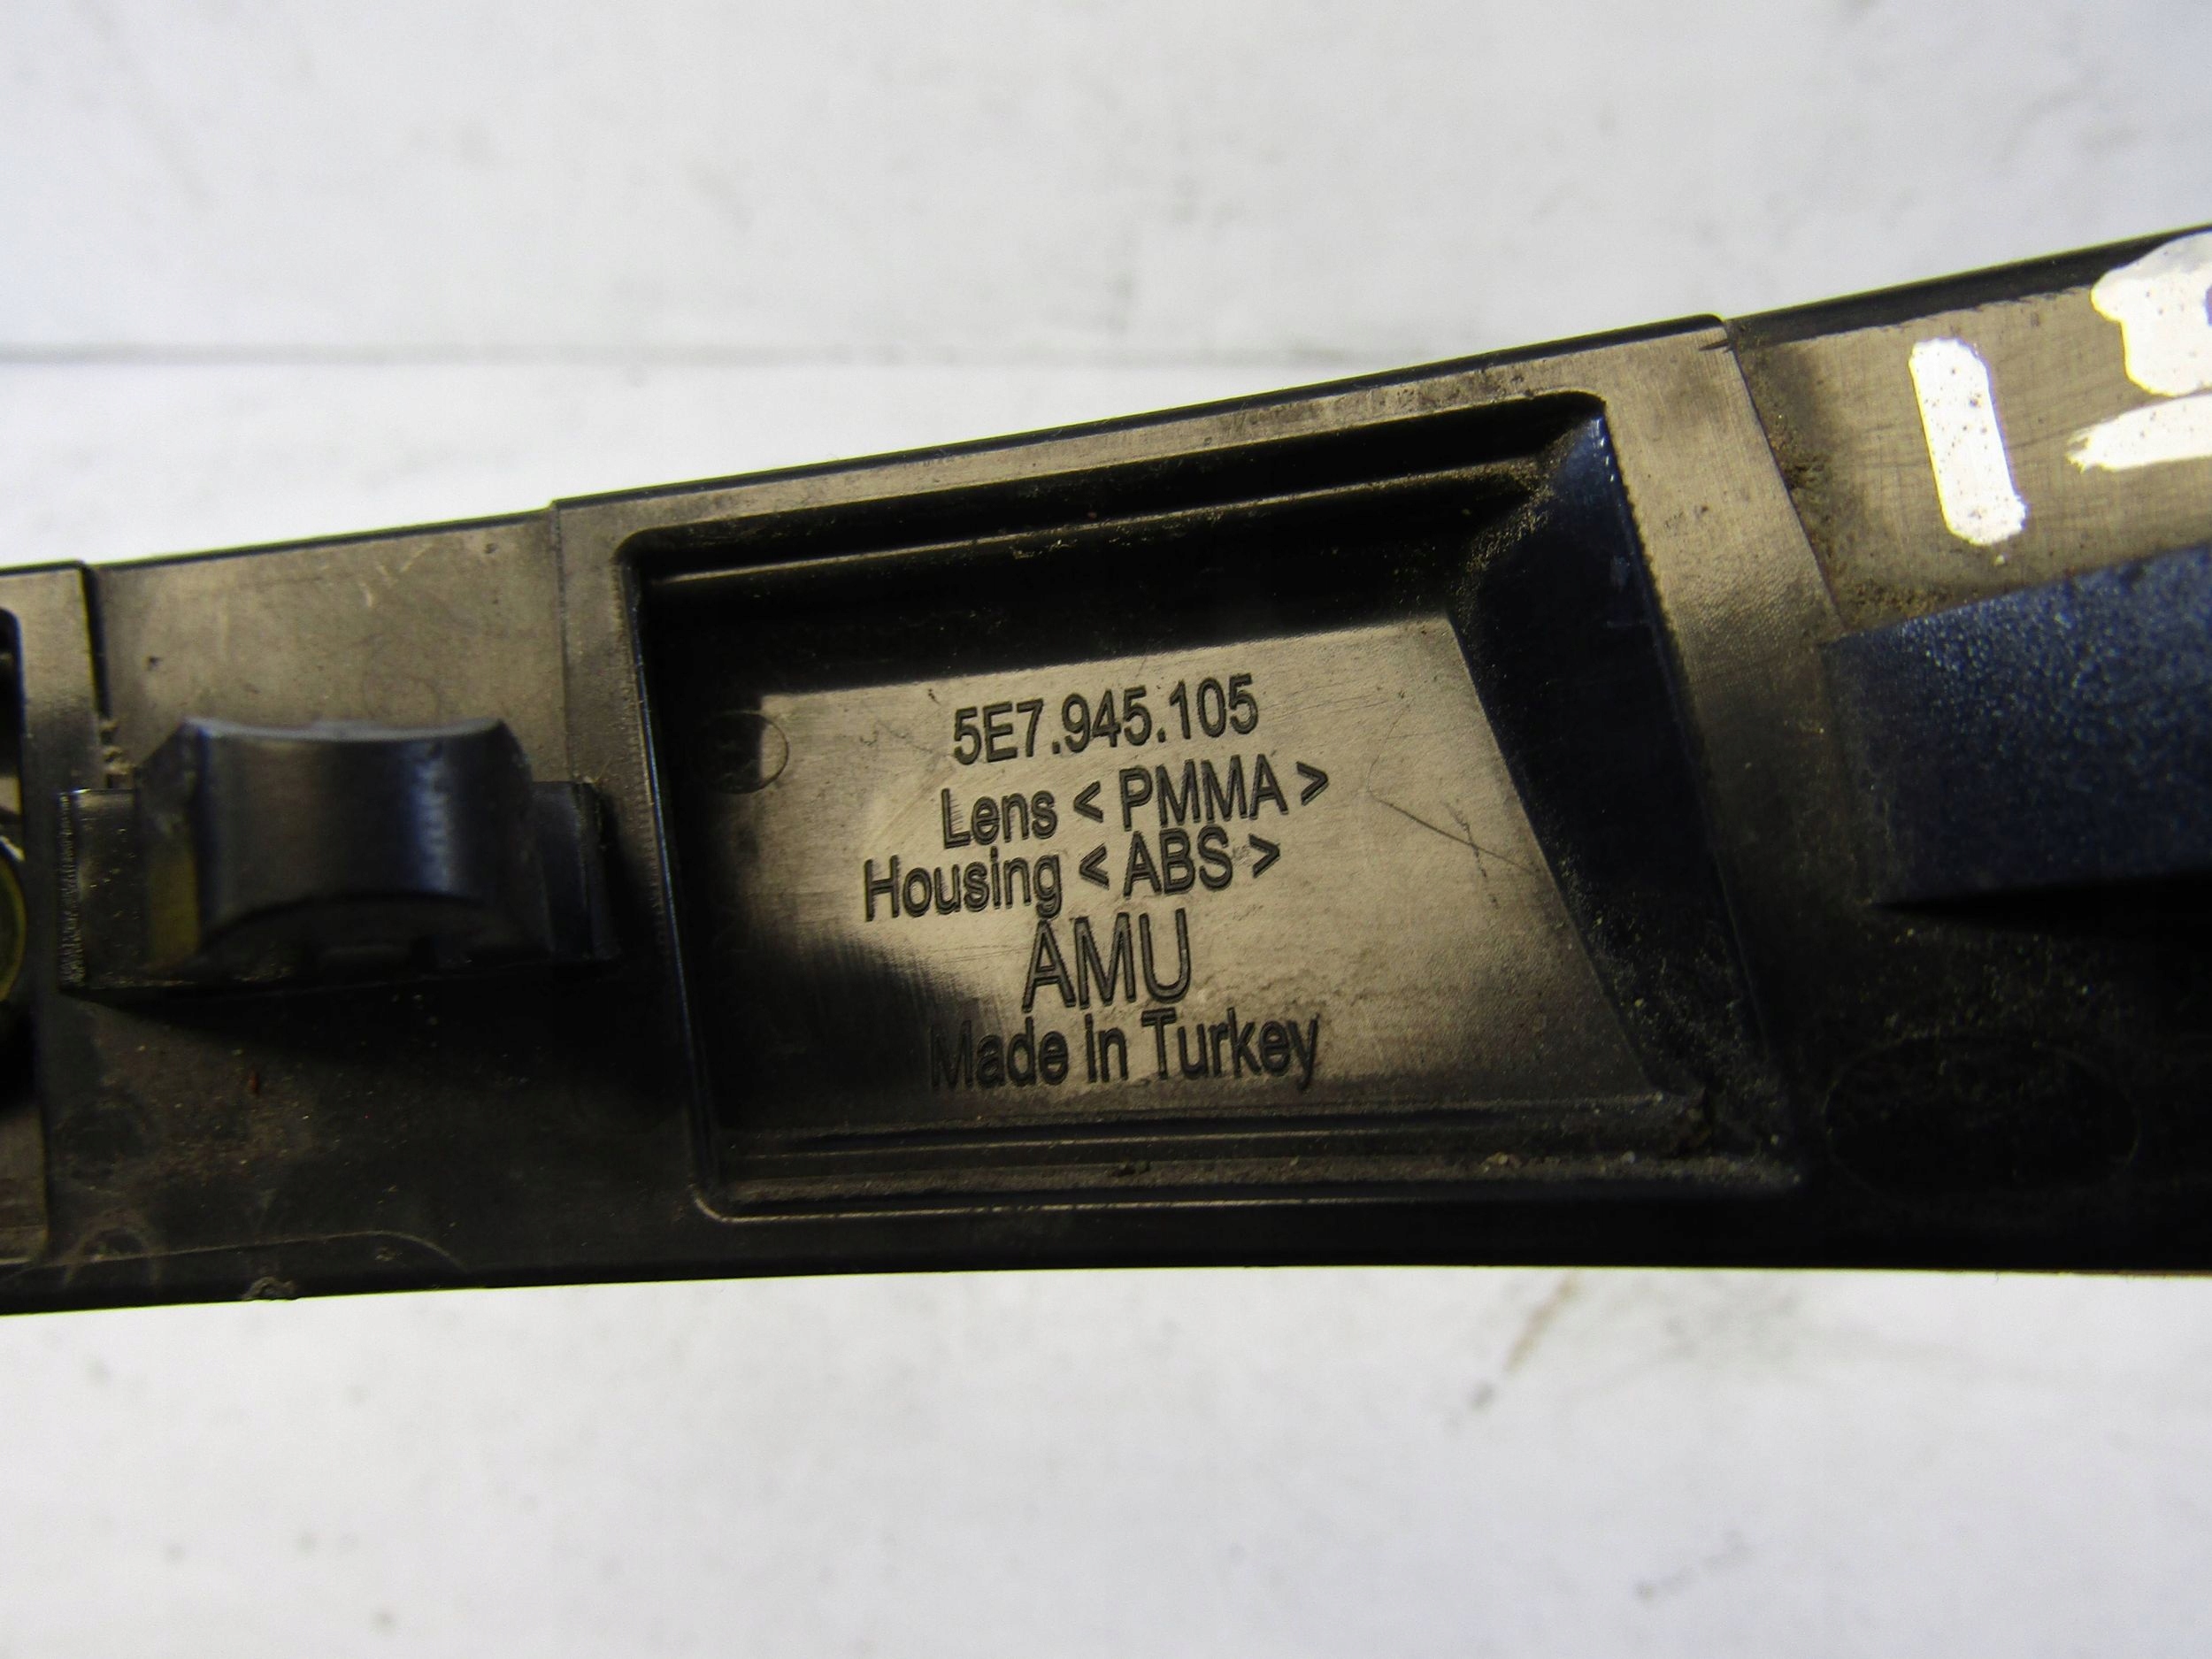 5E7.945.105
Lens < PMMA >
Housing < ABS >
AMU
Made in Turkey